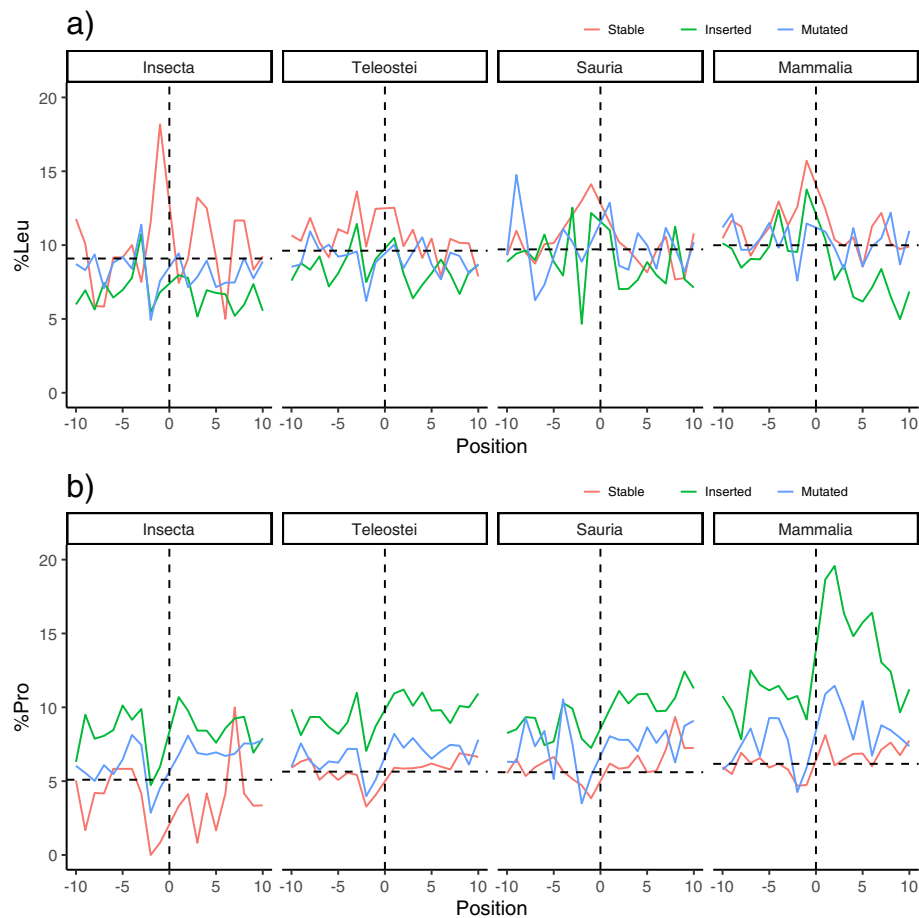 a)
Stable Inserted Mutated
Insecta Teleostei Sauria Mammalia
%Leu
20
15
10
5
0
-10 -5 0 5 10 -10 -5 0 5 10 -10 -5 0 5 10 -10 -5 0 5 10
Position
b)
Stable Inserted Mutated
Insecta Teleostei Sauria Mammalia
%Pro
20
15
10
5
0
-10 -5 0 5 10 -10 -5 0 5 10 -10 -5 0 5 10 -10 -5 0 5 10
Position